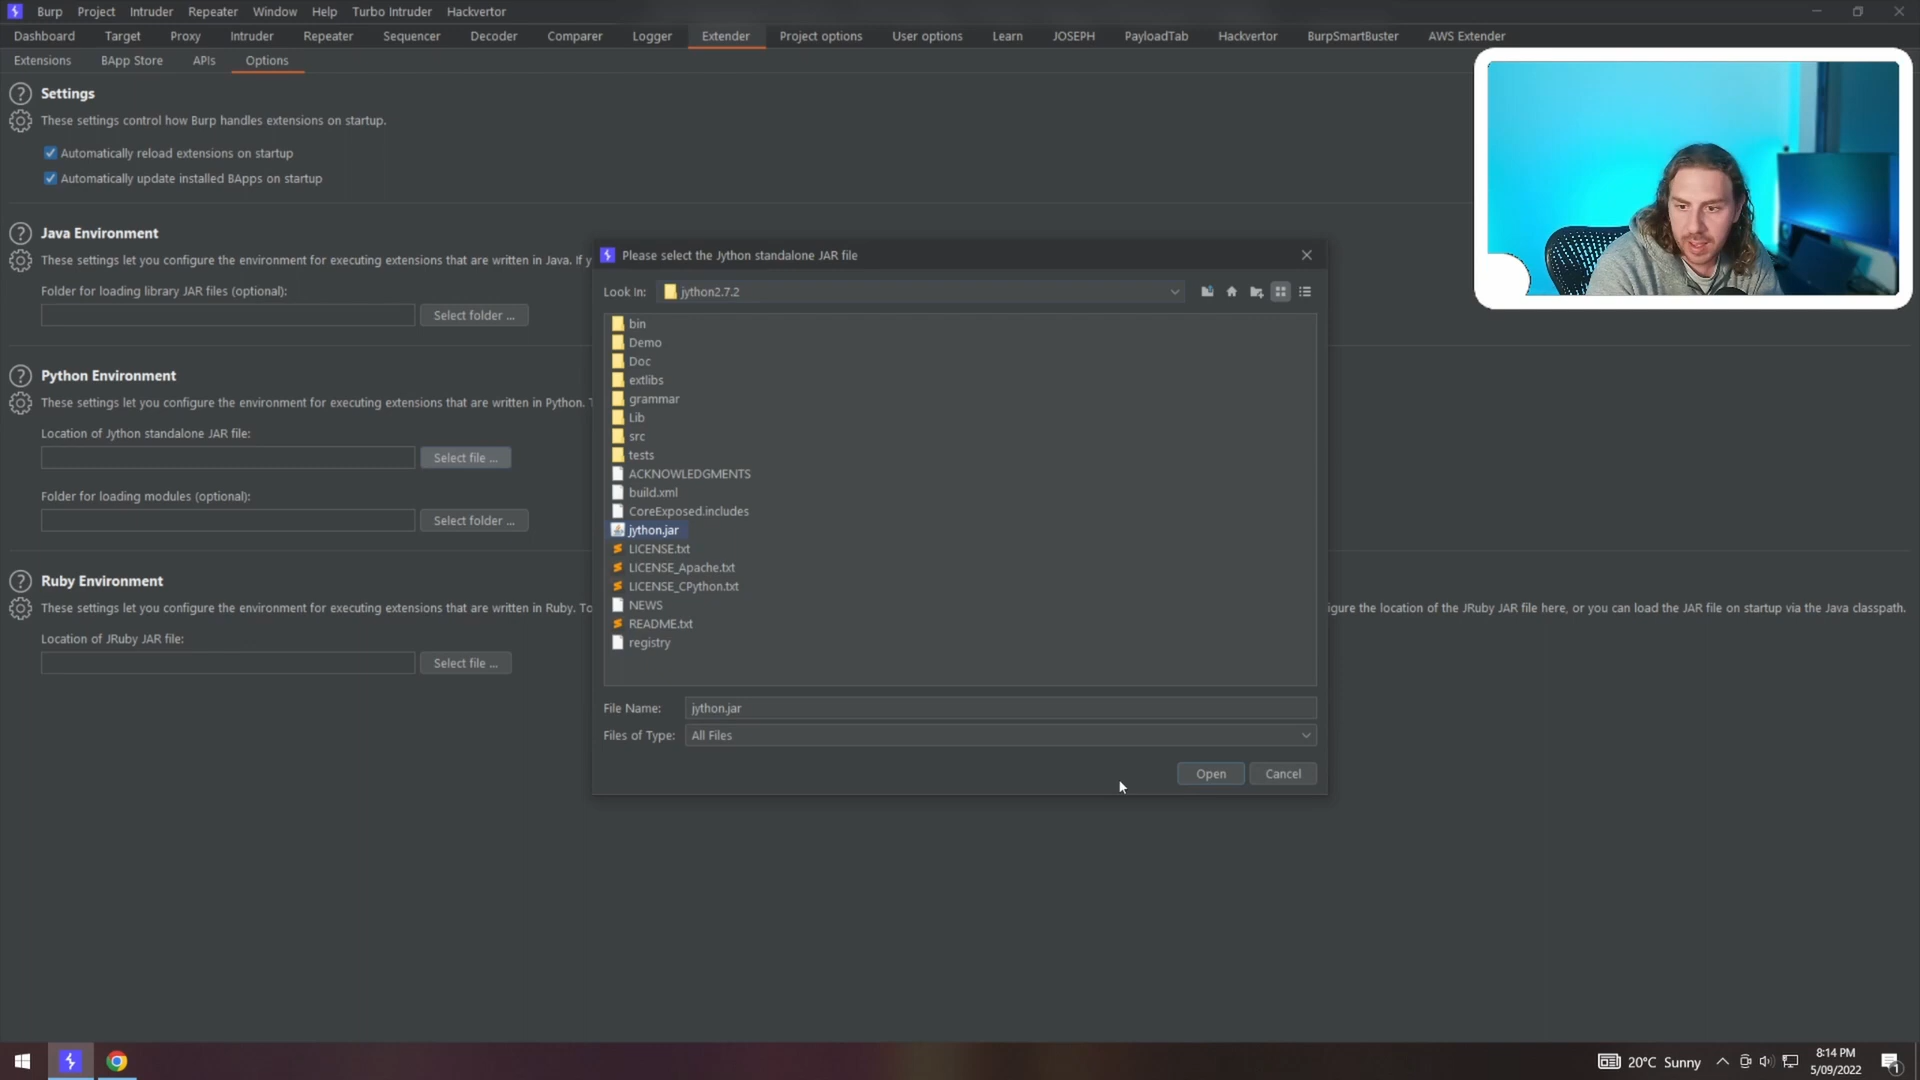 Burp Project Intruder Repeater Window Help Turbo Intruder Hackvertor
Dashboard Target Proxy Intruder Repeater Sequencer Decoder Comparer Logger Extender Project options User options Learn JOSEPH PayloadTab Hackvertor BurpSmartBuster AWS Extender
Extensions BApp Store APIs Options
Settings
These settings control how Burp handles extensions on startup.
Automatically reload extensions on startup
Automatically update installed BApps on startup
Java Environment
These settings let you configure the environment for executing extensions that are written in Java. If y
Folder for loading library JAR files (optional):
Select folder ...
Python Environment
These settings let you configure the environment for executing extensions that are written in Python. T
Location of Jython standalone JAR file:
Select file ...
Folder for loading modules (optional):
Select folder ...
Ruby Environment
These settings let you configure the environment for executing extensions that are written in Ruby. To
igure the location of the JRuby JAR file here, or you can load the JAR file on startup via the Java classpath.
Location of JRuby JAR file:
Select file ...
Please select the Jython standalone JAR file
Look In: jython2.7.2
bin
Demo
Doc
extlibs
grammar
Lib
src
tests
ACKNOWLEDGMENTS
build.xml
CoreExposed.includes
jython.jar
LICENSE.txt
LICENSE_Apache.txt
LICENSE_CPython.txt
NEWS
README.txt
registry
File Name: jython.jar
Files of Type: All Files
Open Cancel
20°C Sunny
8:14 PM
5/09/2022
1